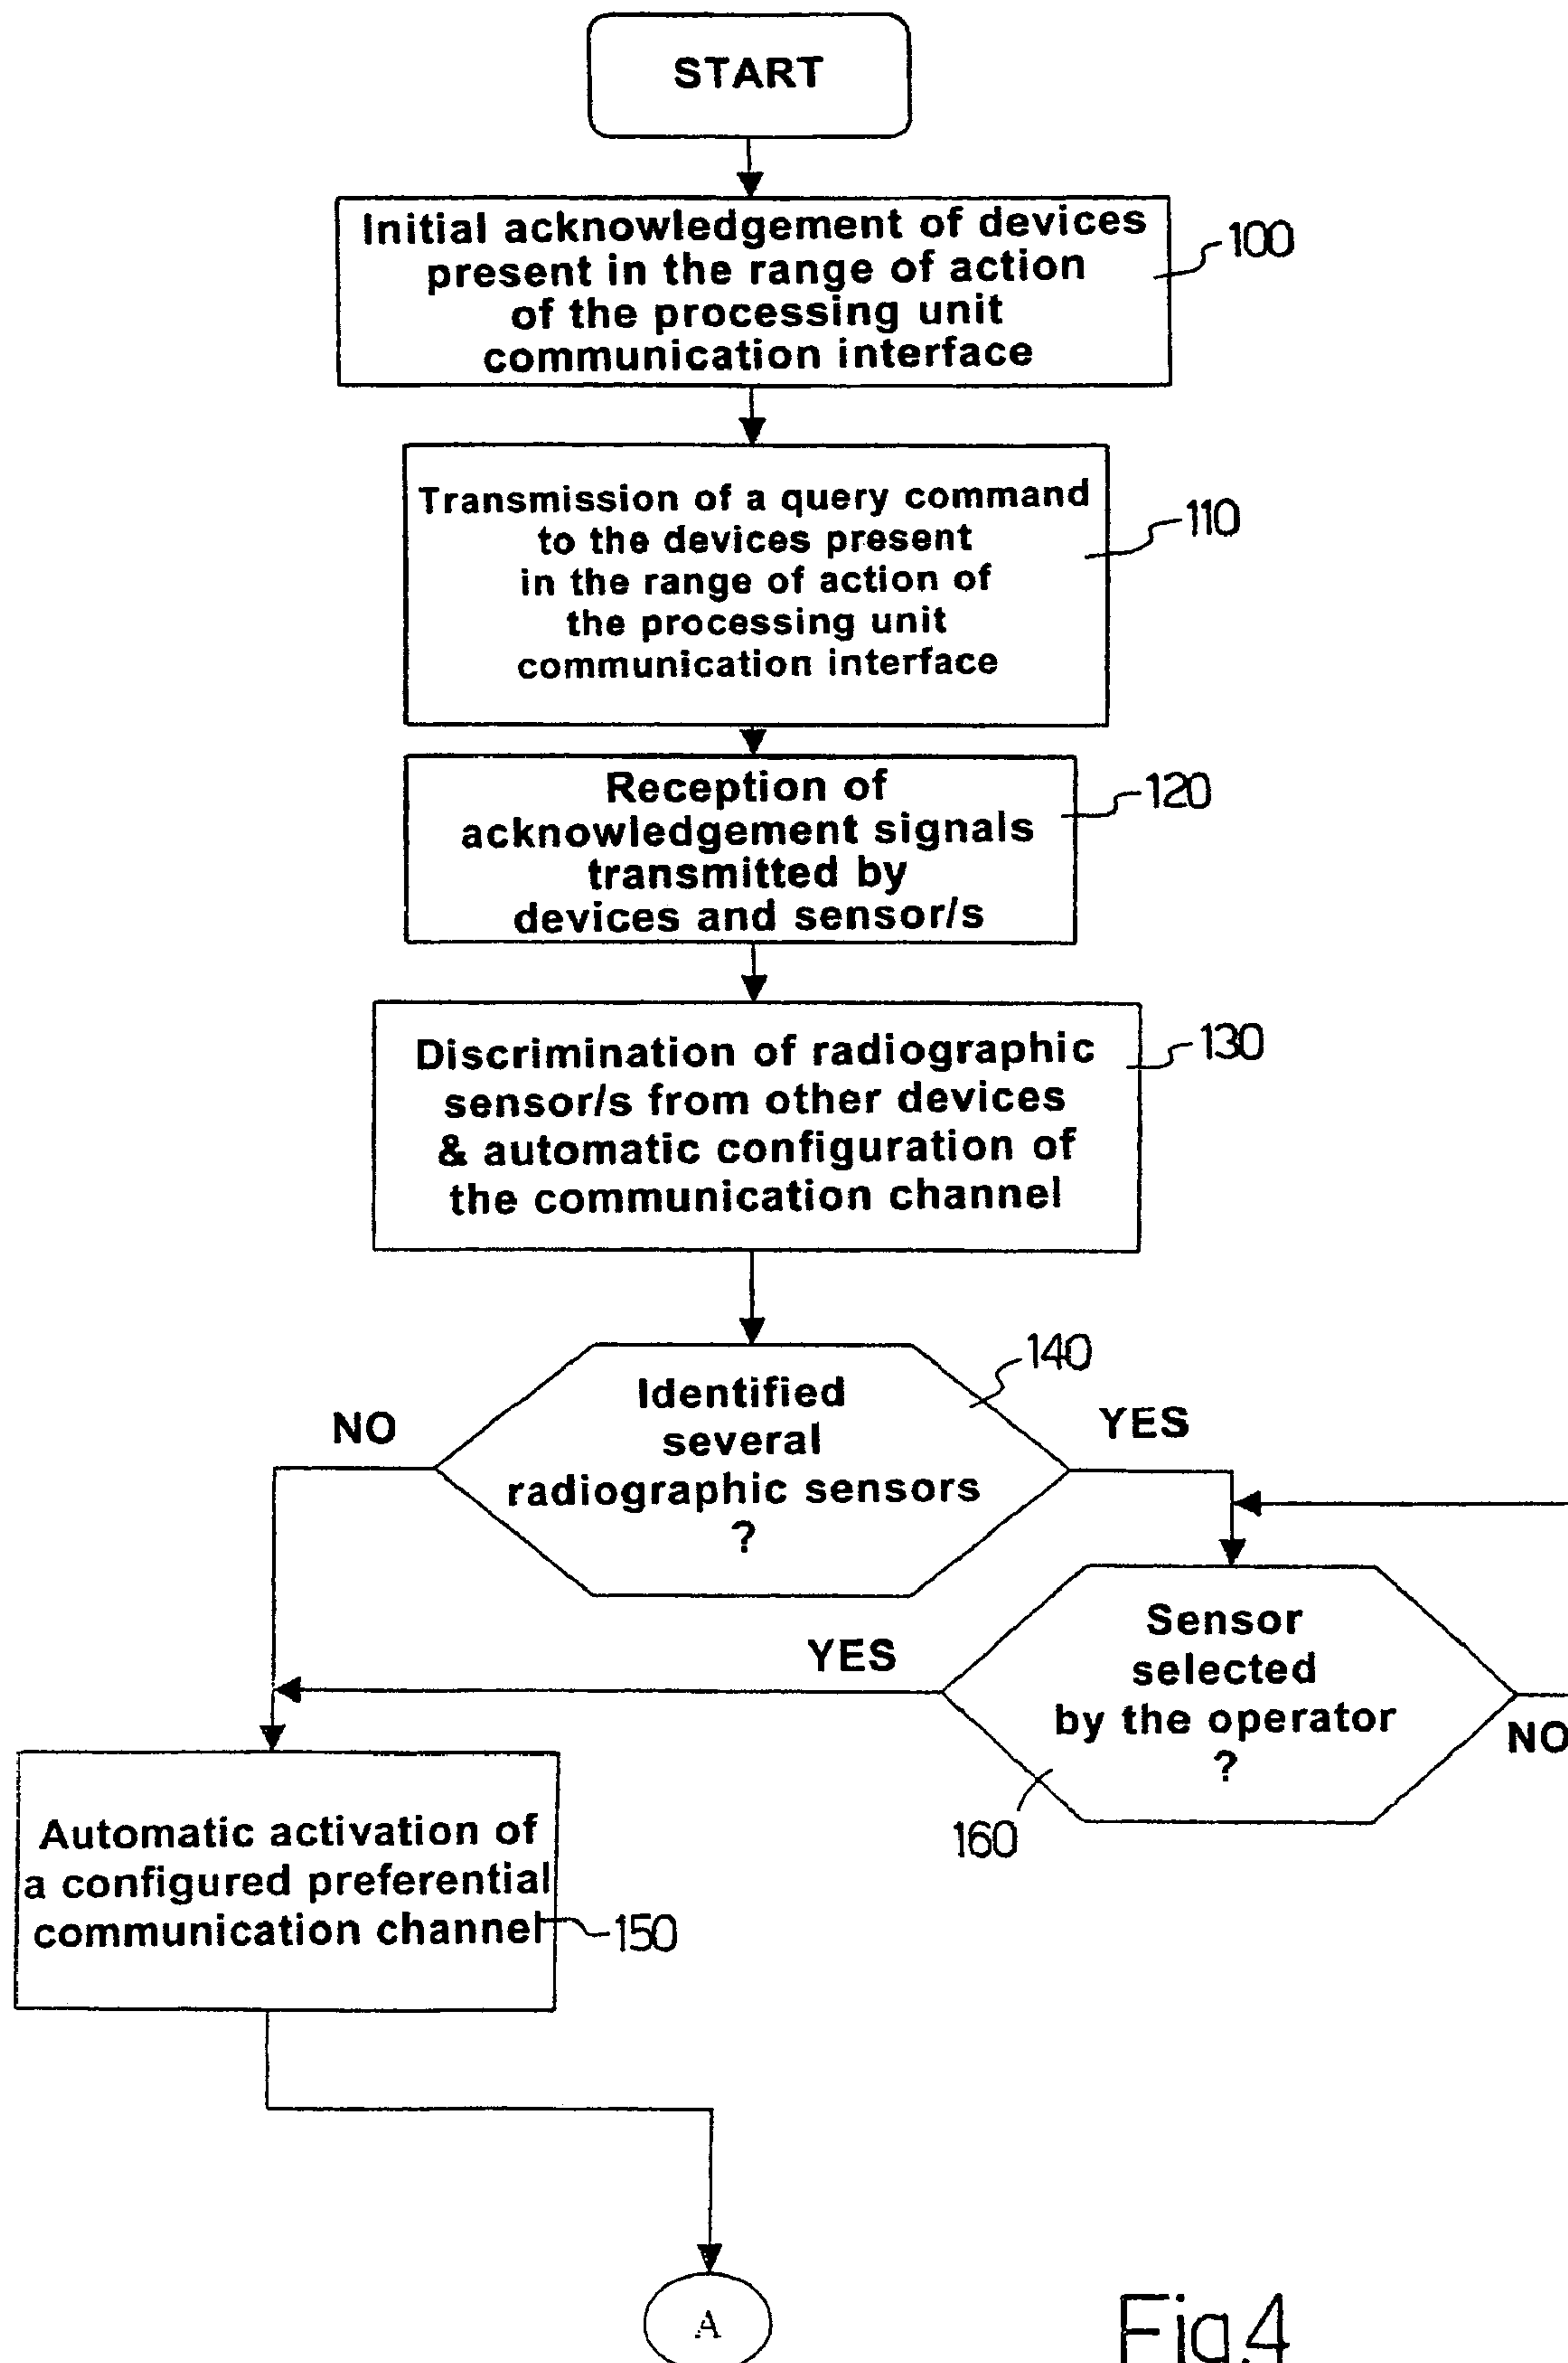 START
Initial acknowledgement of devices
present in the range of action
of the processing unit
communication interface
100
Transmission of a query command
to the devices present
in the range of action of
the processing unit
communication interface
110
Reception of
acknowledgement signals
transmitted by
devices and sensor/s
120
Discrimination of radiographic
sensor/s from other devices
& automatic configuration of
the communication channel
130
Identified
several
radiographic sensors
?
140
NO
YES
Sensor
selected
by the operator
?
160
YES
NO
Automatic activation of
a configured preferential
communication channel
150
A
Fig.4